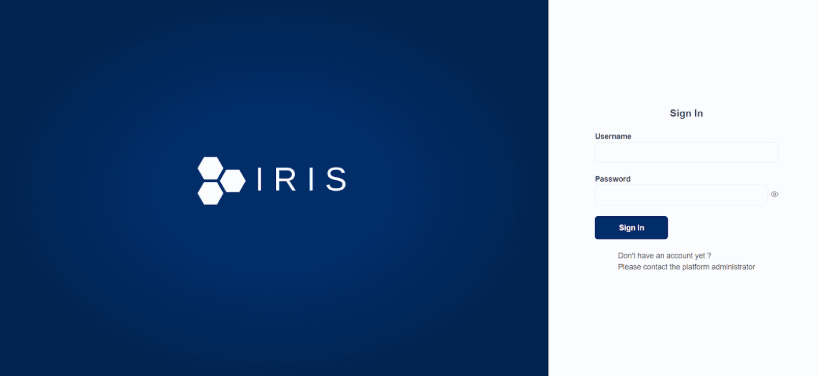 IRIS
Sign In
Username
Password
Sign In
Don't have an account yet ?
Please contact the platform administrator